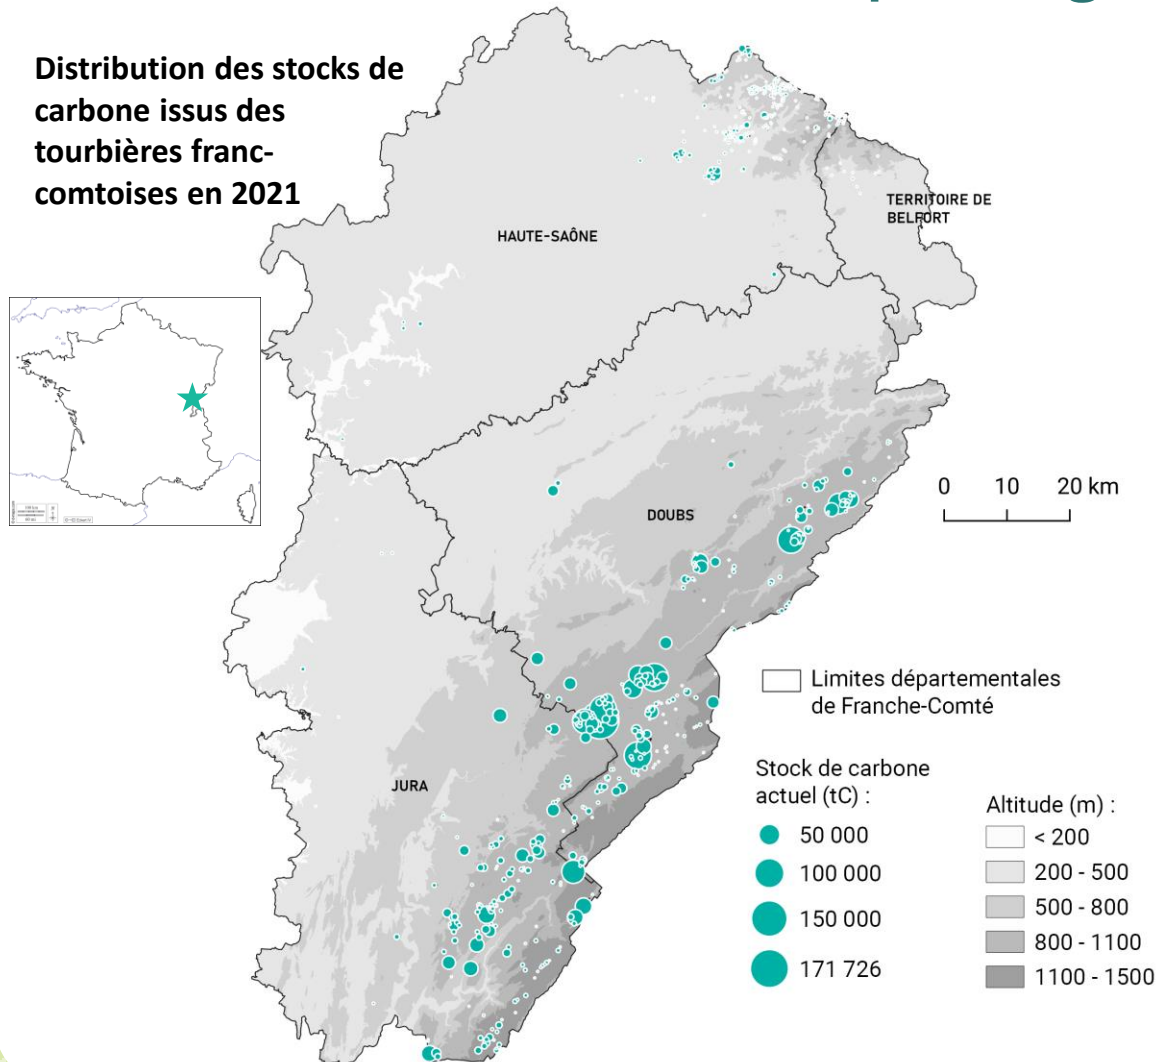 Distribution des stocks de
carbone issus des
tourbières franc-
comtoises en 2021
TERRITOIRE DE
BELFORT
HAUTE-SAÔNE
DOUBS
JURA
0 10 20 km
Limites départementales
de Franche-Comté
Stock de carbone
actuel (tC) :
50 000
100 000
150 000
171 726
Altitude (m) :
< 200
200 - 500
500 - 800
800 - 1100
1100 - 1500